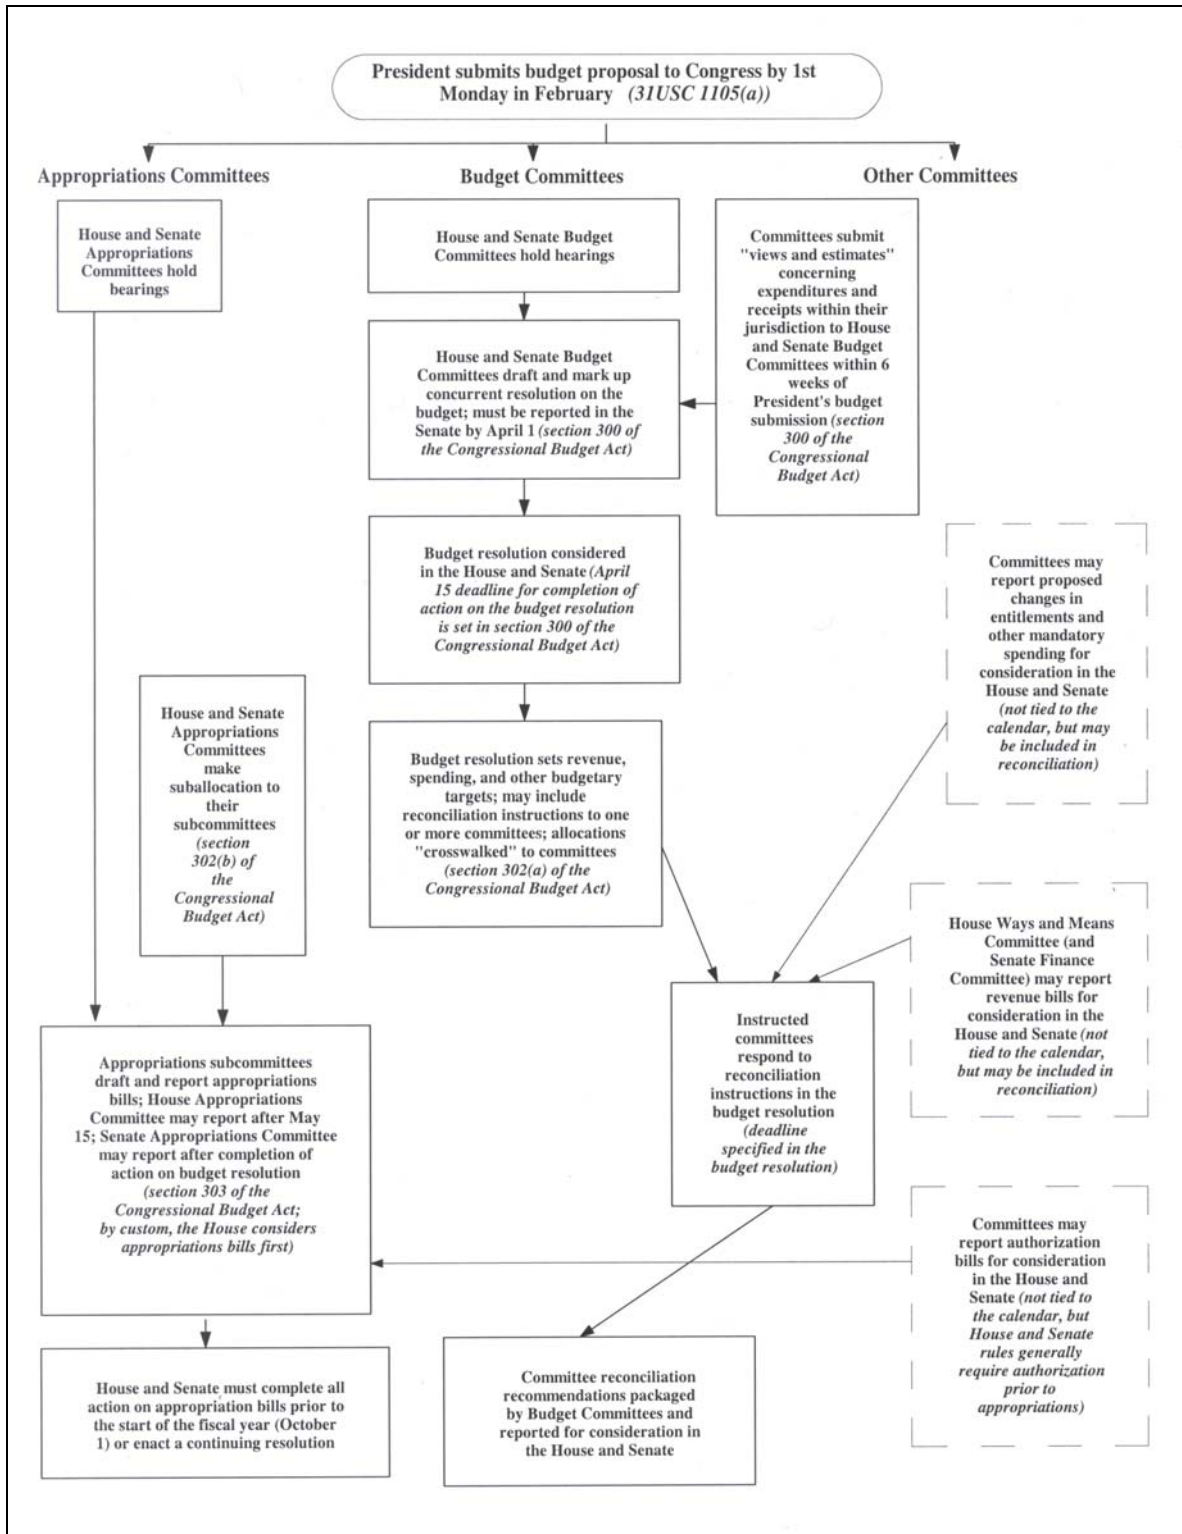 President submits budget proposal to Congress by 1st
Monday in February (31USC 1105(a))
Appropriations Committees
Budget Committees
Other Committees
House and Senate
Appropriations
Committees hold
bearings
House and Senate Budget
Committees hold hearings
Committees submit
"views and estimates"
concerning
expenditures and
receipts within their
jurisdiction to House
and Senate Budget
Committees within 6
weeks of
President's budget
submission (section
300 of the
Congressional
Budget Act)
House and Senate Budget
Committees draft and mark up
concurrent resolution on the
budget; must be reported in the
Senate by April 1 (section 300 of
the Congressional Budget Act)
Budget resolution considered
in the House and Senate (April
15 deadline for completion of
action on the budget resolution
is set in section 300 of the
Congressional Budget Act)
Committees may
report proposed
changes in
entitlements and
other mandatory
spending for
consideration in the
House and Senate
(not tied to the
calendar, but may
be included in
reconciliation)
House and Senate
Appropriations
Committees
make
suballocation to
their
subcommittees
(section
302(b) of
the
Congressional
Budget Act)
Budget resolution sets revenue,
spending, and other budgetary
targets; may include
reconciliation instructions to one
or more committees; allocations
"crosswalked" to committees
(section 302(a) of the
Congressional Budget Act)
House Ways and Means
Committee (and
Senate Finance
Committee) may report
revenue bills for
consideration in the
House and Senate (not
tied to the calendar,
but may be included in
reconciliation)
Instructed
committees
respond to
reconciliation
instructions in the
budget resolution
(deadline
specified in the
budget resolution)
Appropriations subcommittees
draft and report appropriations
bills; House Appropriations
Committee may report after May
15; Senate Appropriations Committee
may report after completion of
action on budget resolution
(section 303 of the
Congressional Budget Act;
by custom, the House considers
appropriations bills first)
Committees may
report authorization
bills for consideration
in the House and
Senate (not tied to
the calendar, but
House and Senate
rules generally
require authorization
prior to
appropriations)
House and Senate must complete all
action on appropriation bills prior to
the start of the fiscal year (October
1) or enact a continuing resolution
Committee reconciliation
recommendations packaged
by Budget Committees and
reported for consideration in
the House and Senate